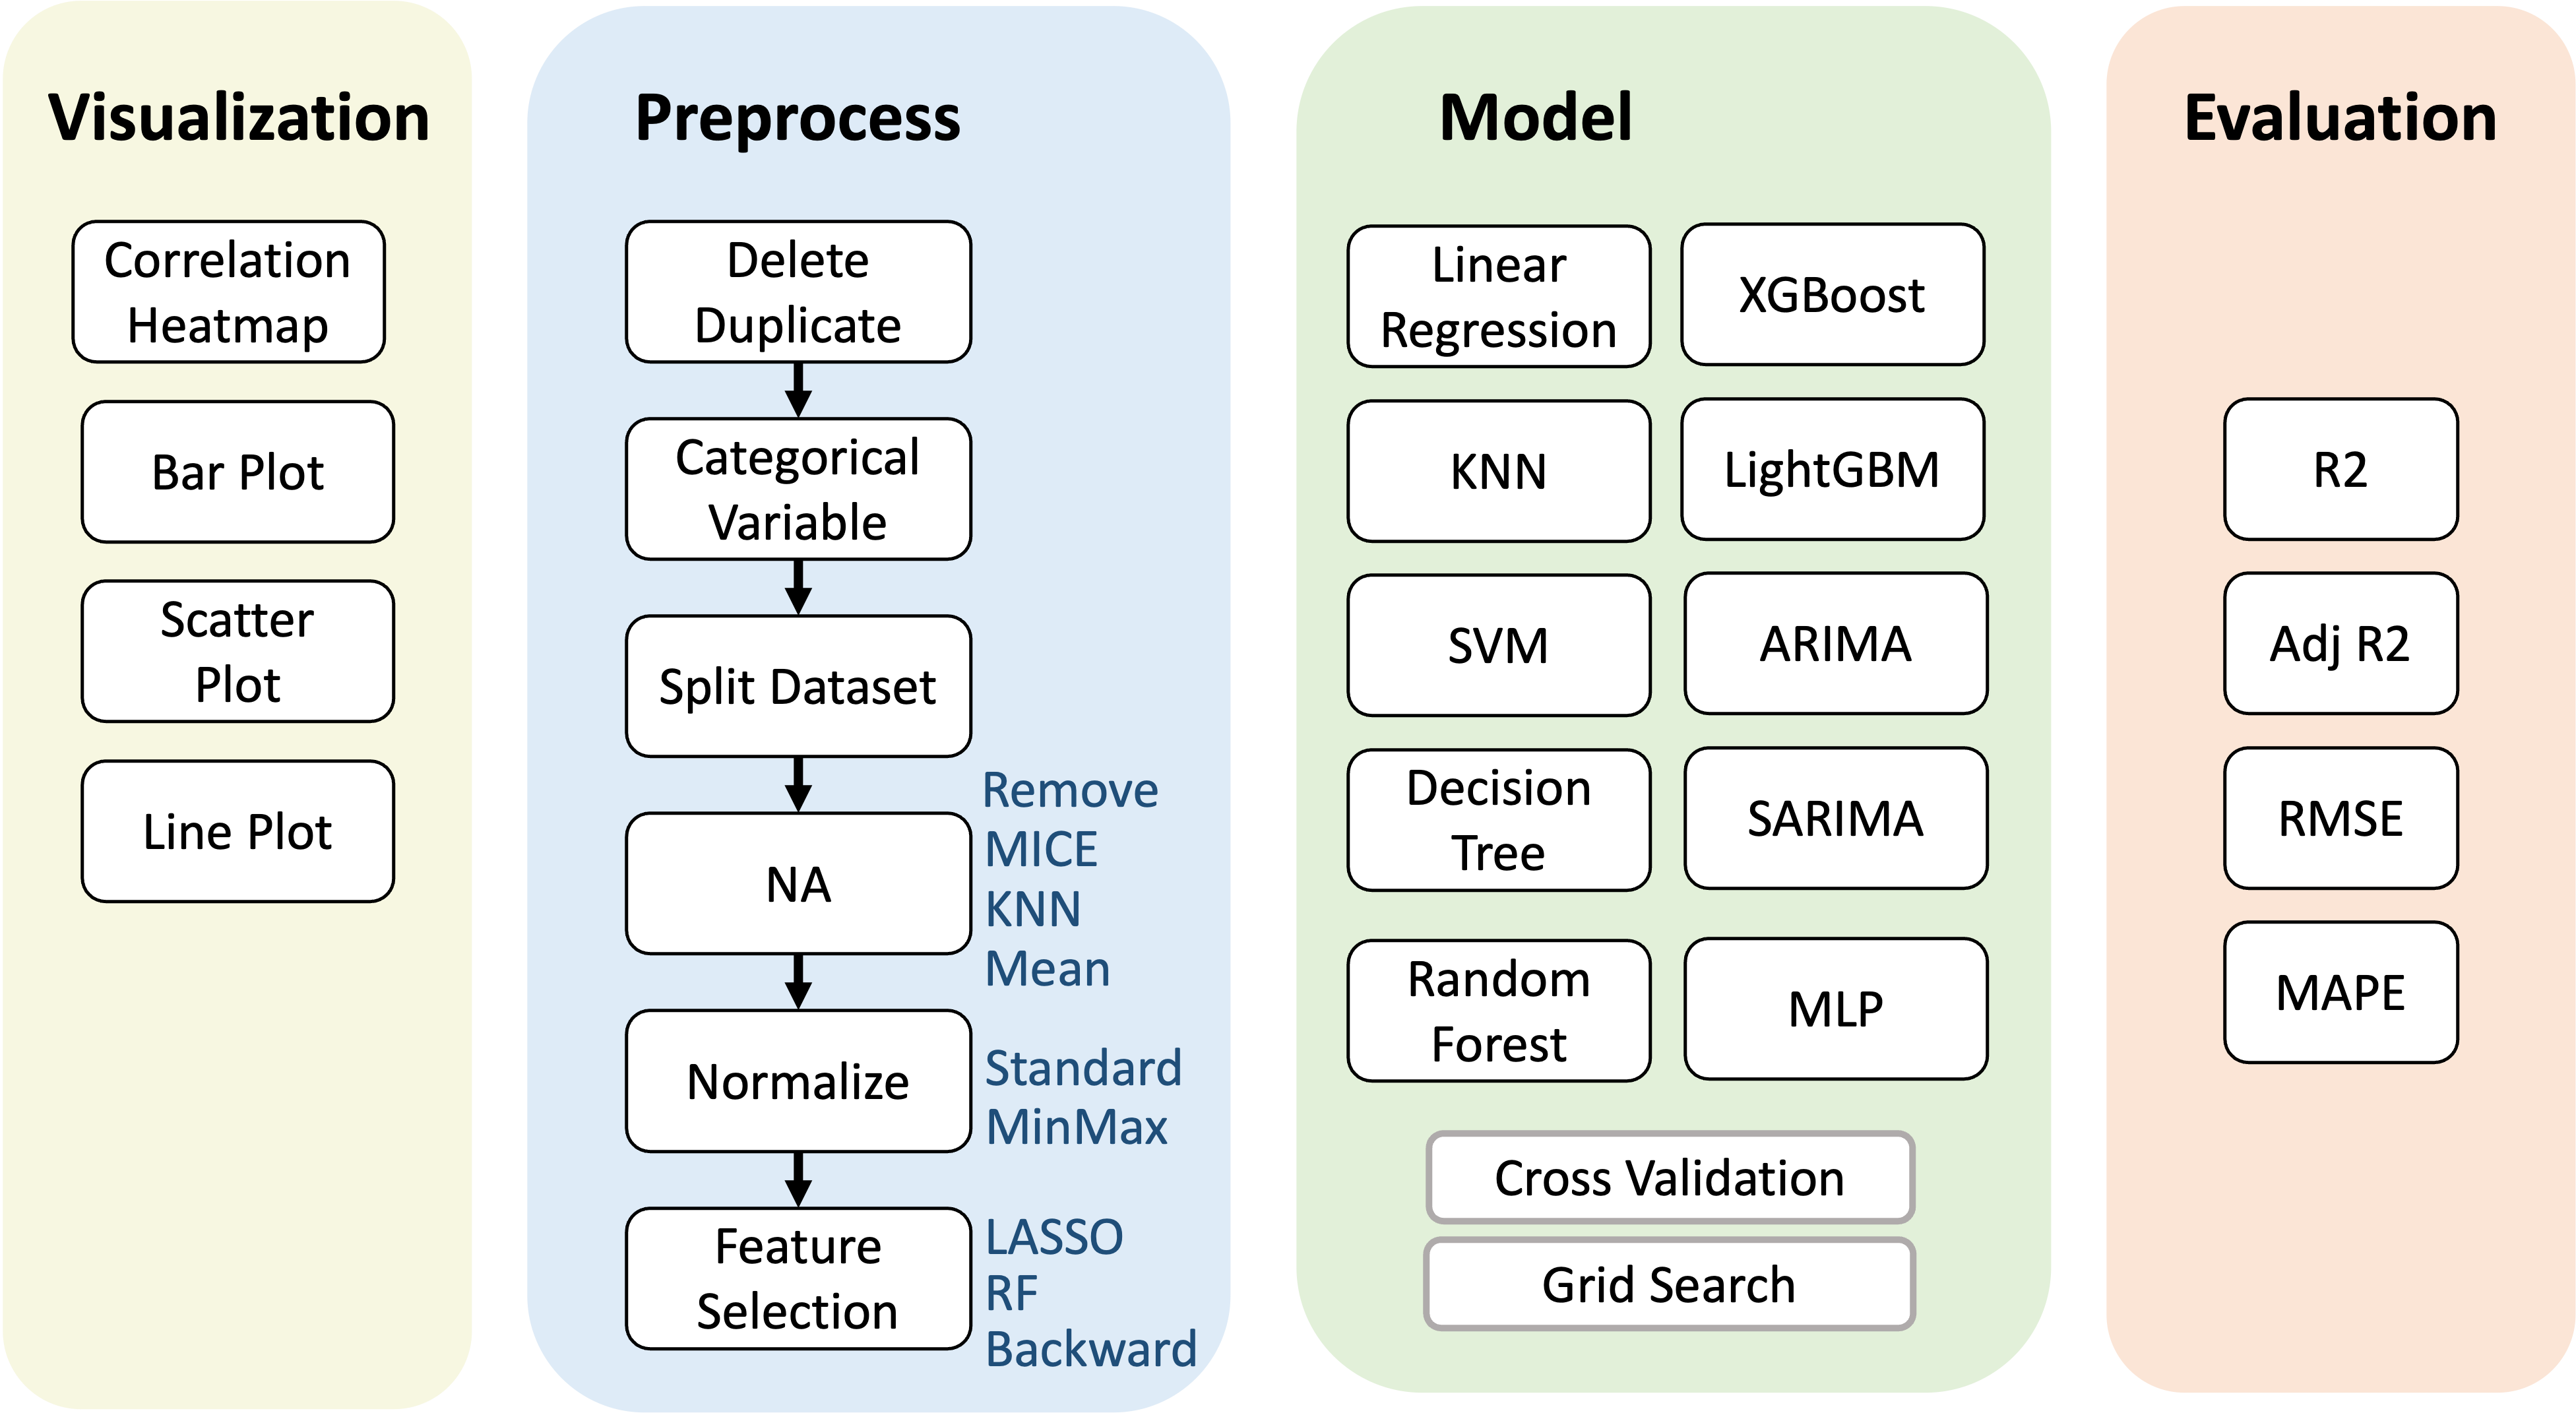 Visualization
Correlation
Heatmap
Bar Plot
Scatter
Plot
Line Plot
Preprocess
Delete
Duplicate
Categorical
Variable
Split Dataset
NA
Remove
MICE
KNN
Mean
Normalize
Standard
MinMax
Feature
Selection
LASSO
RF
Backward
Model
Linear
Regression
XGBoost
KNN
LightGBM
SVM
ARIMA
Decision
Tree
SARIMA
Random
Forest
MLP
Cross Validation
Grid Search
Evaluation
R2
Adj R2
RMSE
MAPE